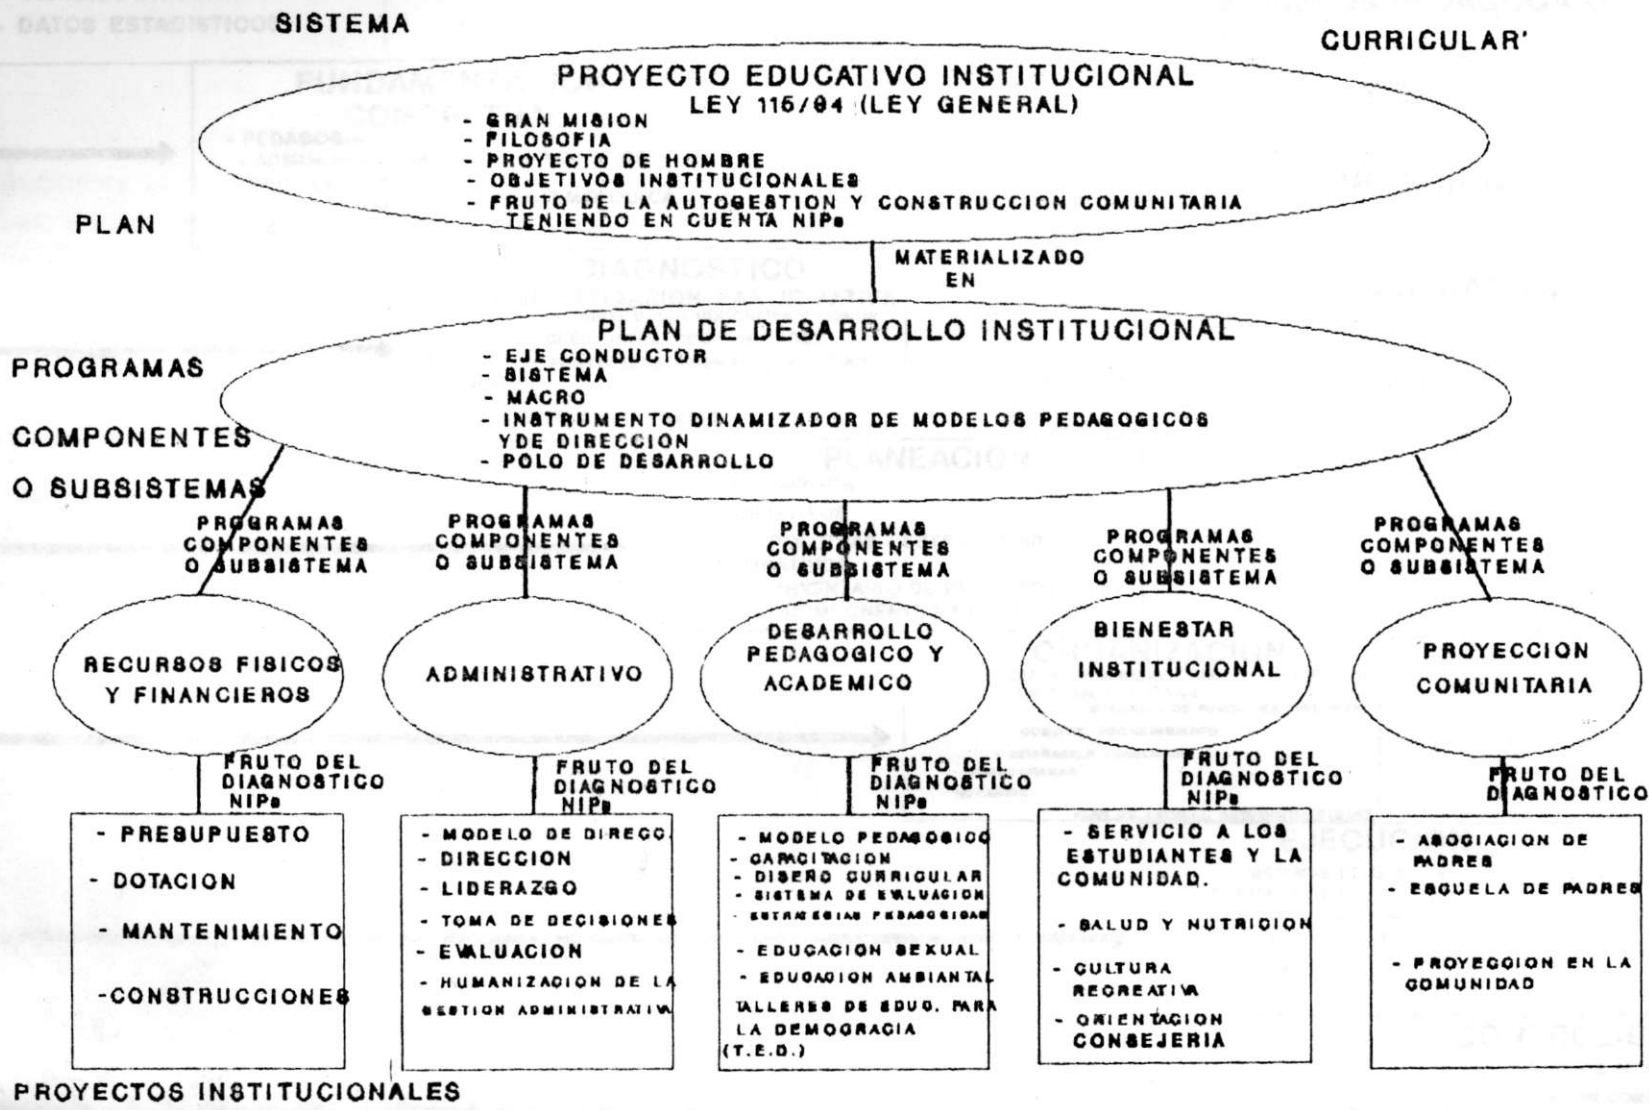 SISTEMA
CURRICULAR'
PROYECTO EDUCATIVO INSTITUCIONAL
LEY 115/94 (LEY GENERAL)
- GRAN MISION
- FILOSOFIA
- PROYECTO DE HOMBRE
- OBJETIVOS INSTITUCIONALES
- FRUTO DE LA AUTOGESTION Y CONSTRUCCION COMUNITARIA
TENIENDO EN CUENTA NIPs
PLAN
MATERIALIZADO
EN
PLAN DE DESARROLLO INSTITUCIONAL
- EJE CONDUCTOR
- SISTEMA
- MACRO
- INSTRUMENTO DINAMIZADOR DE MODELOS PEDAGOGICOS
YDE DIRECCION
- POLO DE DESARROLLO
PROGRAMAS
COMPONENTES
O SUBSISTEMAS
PROGRAMAS
COMPONENTES
O SUBSISTEMA
PROGRAMAS
COMPONENTES
O SUBSISTEMA
PROGRAMAS
COMPONENTES
O SUBSISTEMA
PROGRAMAS
COMPONENTES
O SUBSISTEMA
PROGRAMAS
COMPONENTES
O SUBSISTEMA
RECURSOS FISICOS
Y FINANCIEROS
ADMINISTRATIVO
DESARROLLO
PEDAGOGICO Y
ACADEMICO
BIENESTAR
INSTITUCIONAL
PROYECCION
COMUNITARIA
FRUTO DEL
DIAGNOSTICO
NIPs
FRUTO DEL
DIAGNOSTICO
NIPs
FRUTO DEL
DIAGNOSTICO
NIPs
FRUTO DEL
DIAGNOSTICO
NIPs
FRUTO DEL
DIAGNOSTICO
- PRESUPUESTO
- DOTACION
- MANTENIMIENTO
-CONSTRUCCIONES
- MODELO DE DIRECC.
- DIRECCION
- LIDERAZGO
- TOMA DE DECISIONES
- EVALUACION
- HUMANIZACION DE LA
GESTION ADMINISTRATIVA
- MODELO PEDAGOGICO
- CAPACITACION
- DISEÑO CURRICULAR
- SISTEMA DE EVALUACION
- ESTRATEGIAS PEDAGOGICAS
- EDUCACION SEXUAL
- EDUCACION AMBIANTAL
TALLERES DE EDUC. PARA
LA DEMOCRACIA
(T.E.D.)
- SERVICIO A LOS
ESTUDIANTES Y LA
COMUNIDAD.
- SALUD Y NUTRICION
- CULTURA
RECREATIVA
- ORIENTACION
CONSEJERIA
- ASOCIACION DE
PADRES
- ESCUELA DE PADRES
- PROYECCION EN LA
COMUNIDAD
PROYECTOS INSTITUCIONALES